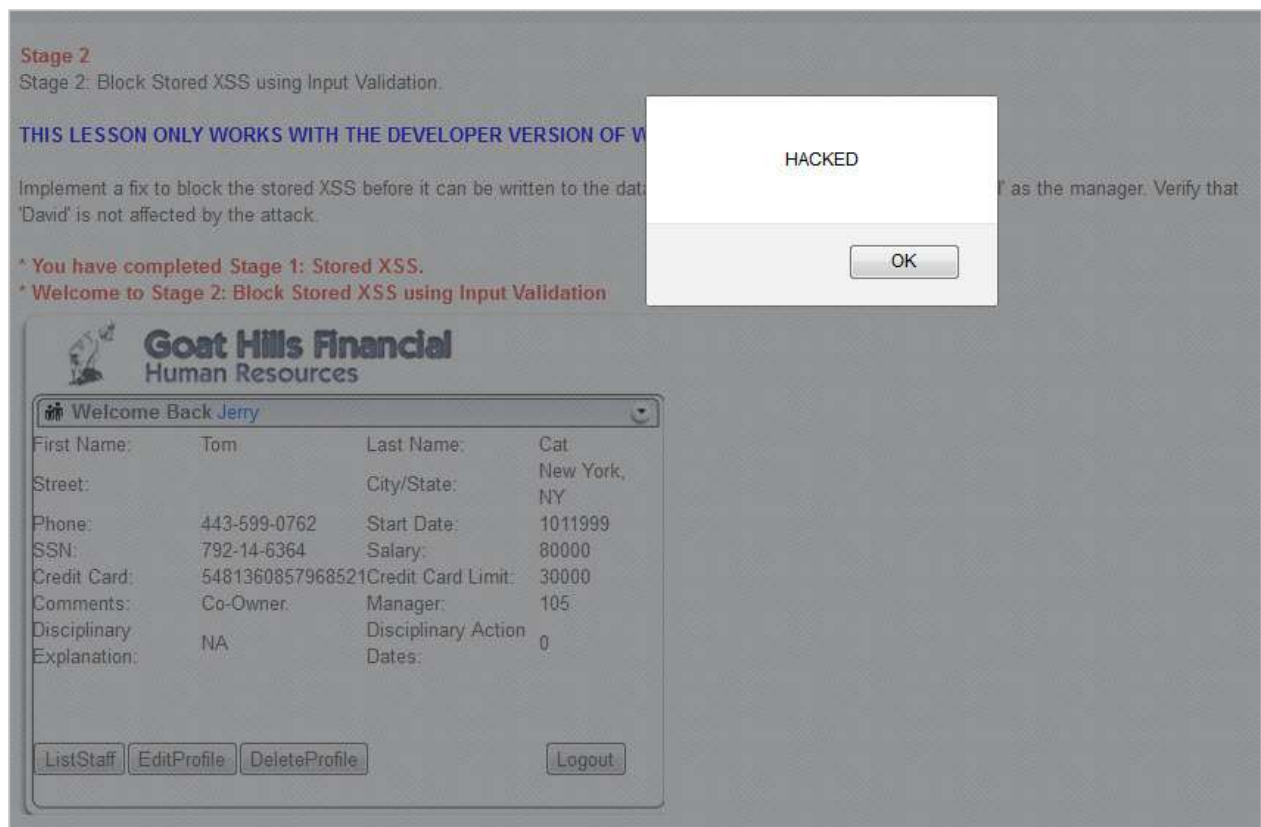 Stage 2
Stage 2: Block Stored XSS using Input Validation.
THIS LESSON ONLY WORKS WITH THE DEVELOPER VERSION OF
Implement a fix to block the stored XSS before it can be written to the
as the manager. Verify that
'David' is not affected by the attack.
* You have completed Stage 1: Stored XSS.
* Welcome to Stage 2: Block Stored XSS using Input Validation
HACKED
OK
Goat Hills Financial
Human Resources
Welcome Back Jerry
First Name: Tom Last Name: Cat
Street: City/State: New York, NY
Phone: 443-599-0762 Start Date: 1011999
SSN: 792-14-6364 Salary: 80000
Credit Card: 5481360857968521 Credit Card Limit: 30000
Comments: Co-Owner. Manager: 105
Disciplinary Explanation: NA Disciplinary Action Dates: 0
ListStaff EditProfile DeleteProfile Logout